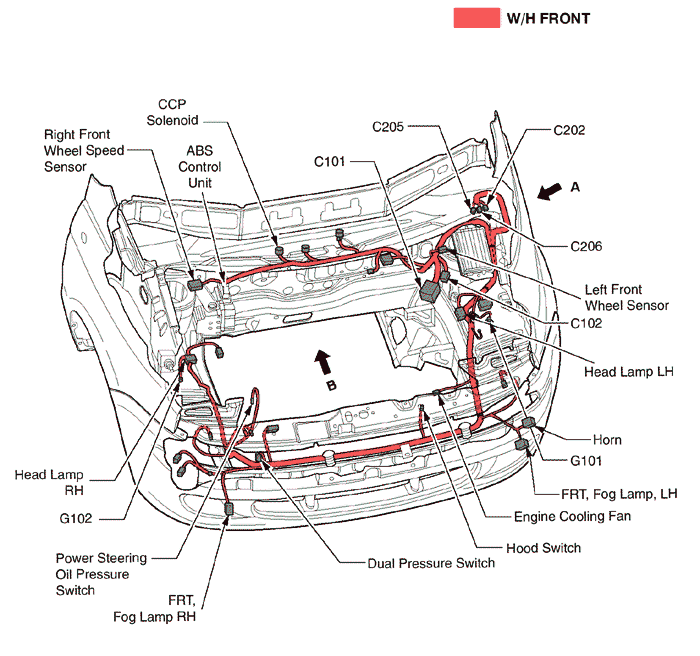 W/H FRONT
CCP
Solenoid
Right Front
Wheel Speed
Sensor
ABS
Control
Unit
C101
C205
C202
A
C206
Left Front
Wheel Sensor
C102
Head Lamp LH
B
Horn
G101
FRT, Fog Lamp, LH
Engine Cooling Fan
Hood Switch
Dual Pressure Switch
Head Lamp
RH
G102
Power Steering
Oil Pressure
Switch
FRT,
Fog Lamp RH